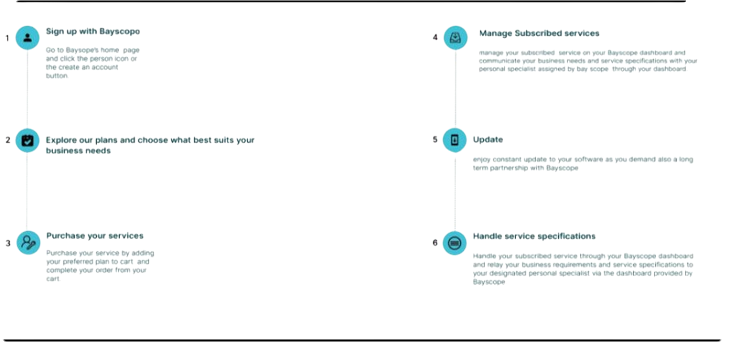 1
Sign up with Bayscopo
Go to Baysope's home page
and click the person icon or
the create an account
button.
2
Explore our plans and choose what best suits your
business needs
3
Purchase your services
Purchase your service by adding
your preferred plan to cart and
complete your order from your
cart
4
Manage Subscribed services
manage your subscribed service on your Bayscope dashboard and
communicate your business needs and service specifications with your
personal specialist assigned by bay scope through your dashboard
5
Update
enjoy constant update to your software as you demand also a long
term partnership with Bayscope
6
Handle service specifications
Handle your subscribed service through your Bayscope dashboard
and relay your business requirements and service specifications to
your designated personal specialist via the dashboard provided by
Bayscope